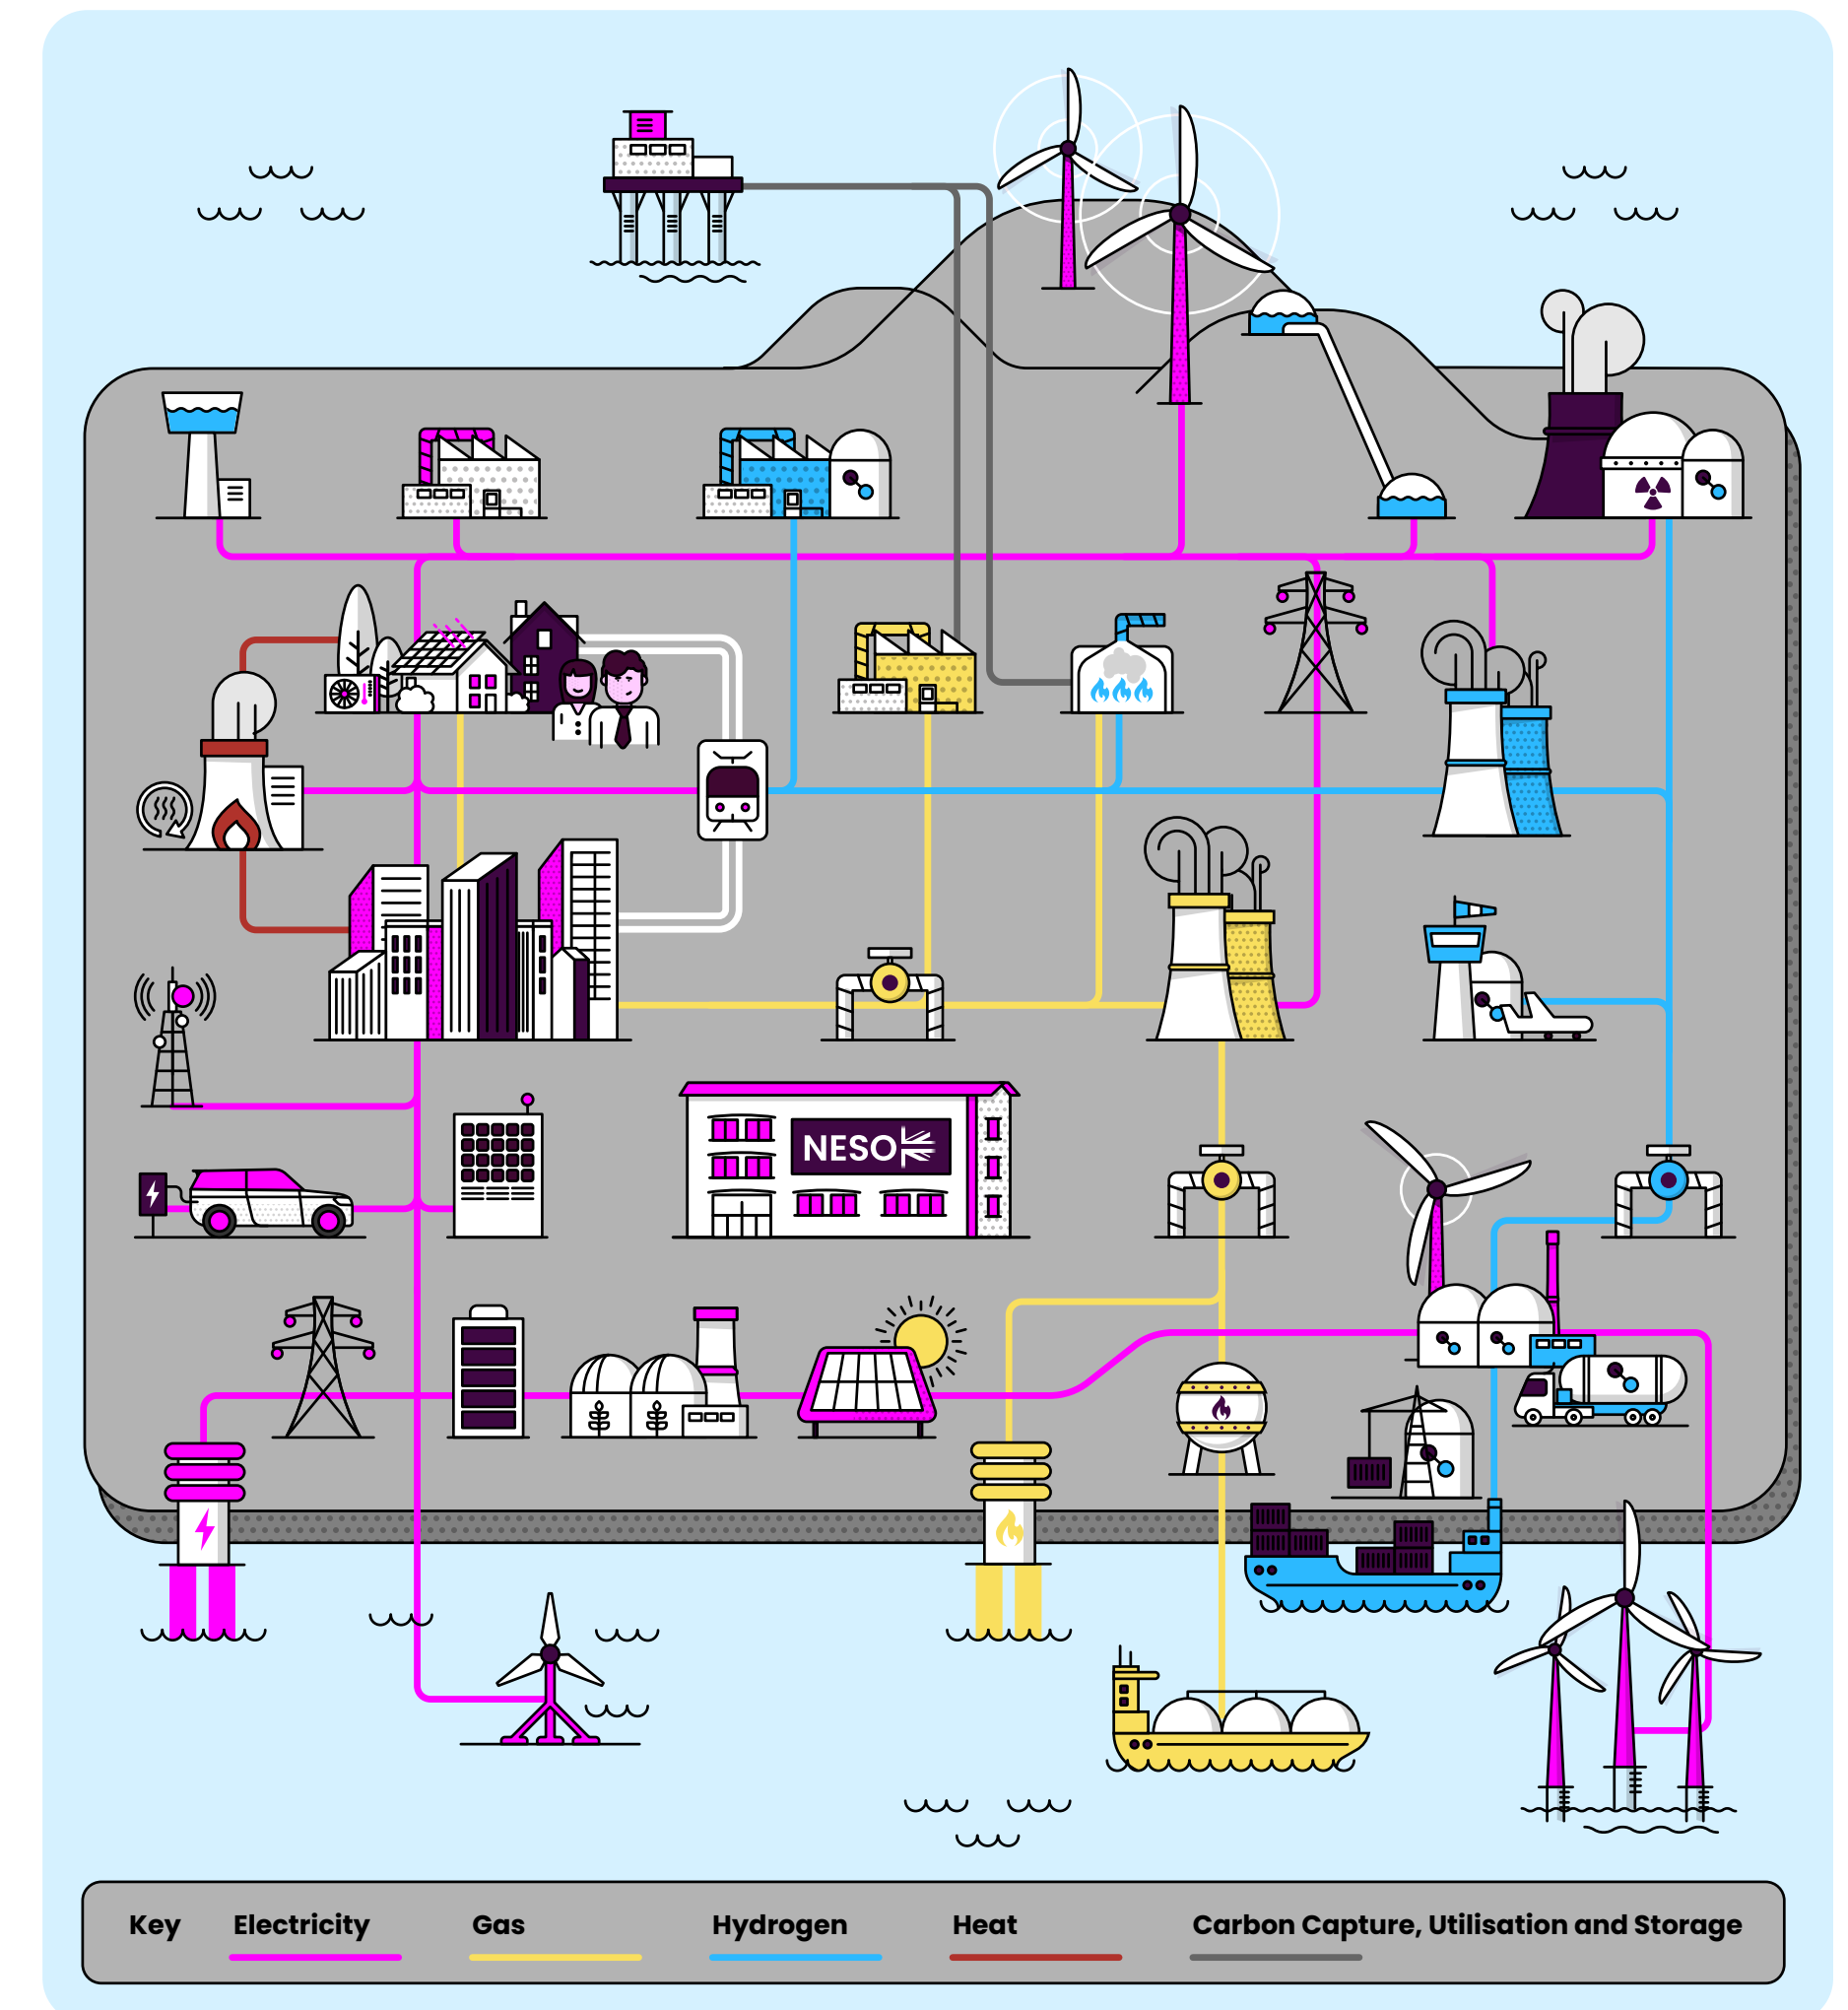 NESO
Key
Electricity
Gas
Hydrogen
Heat
Carbon Capture, Utilisation and Storage